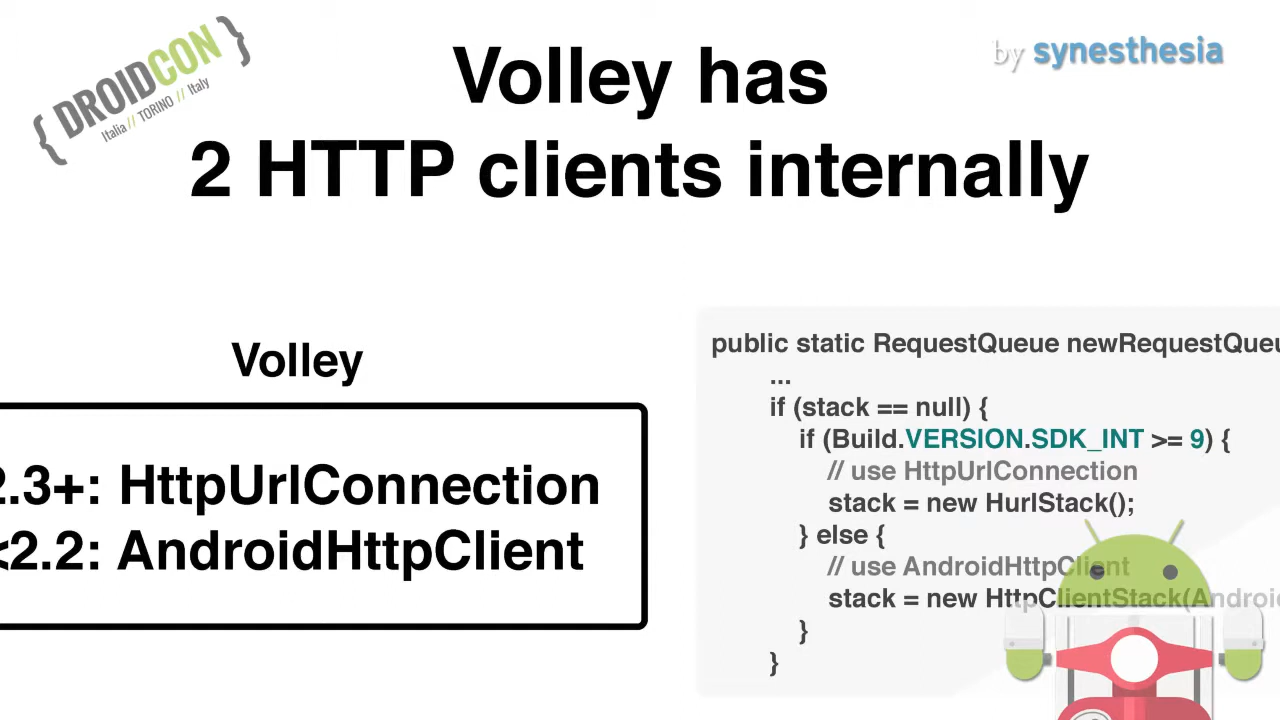 { DROIDCON }
Italia // TORINO // Italy
by synesthesia
Volley has
2 HTTP clients internally
Volley
2.3+: HttpUrlConnection
<2.2: AndroidHttpClient
public static RequestQueue newRequestQueu
...
if (stack == null) {
if (Build.VERSION.SDK_INT >= 9) {
// use HttpUrlConnection
stack = new HurlStack();
} else {
// use AndroidHttpClient
stack = new HttpClientStack(Androi
}
}